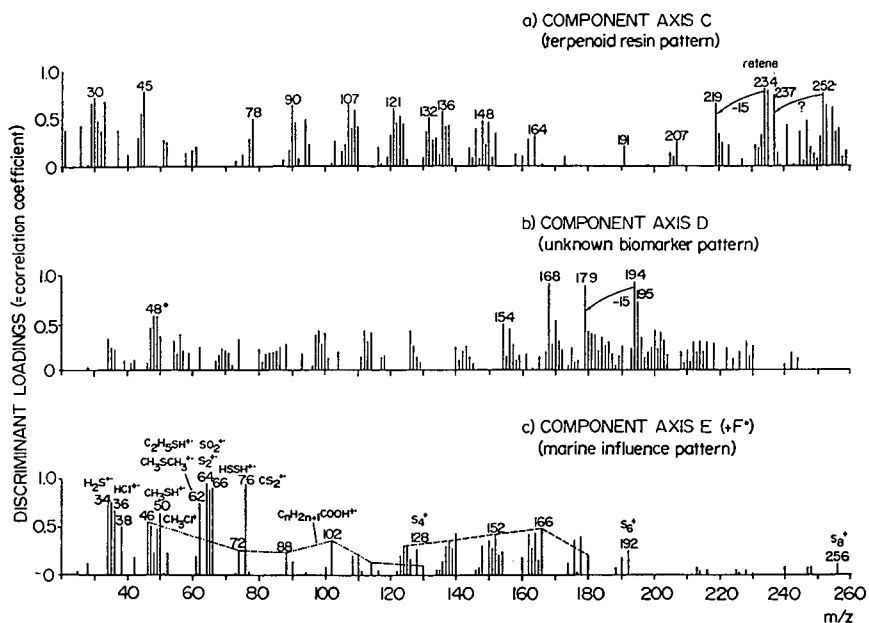 a) COMPONENT AXIS C
(terpenoid resin pattern)
retene
1.0
30
45
78
90
107
121
132
136
148
164
191
207
219
-15
234
237
?
252
0.5
0
b) COMPONENT AXIS D
(unknown biomarker pattern)
1.0
48*
154
168
179
-15
194
195
0.5
0
c) COMPONENT AXIS E (+F*)
(marine influence pattern)
C₂H₅SH⁺· SO₂⁺·
CH₃SCH₃⁺· S₂⁺·
H₂S⁺·
HCl⁺·
CH₃SH⁺·
CH₃Cl⁺
HSSH⁺·
CS₂⁺·
CₙH₂ₙ₊₁COOH⁺·
S₄⁺
S₆⁺
S₈⁺
1.0
34
36
38
46
50
62
64
66
76
72
88
102
128
152
166
192
256
0.5
0
40 60 80 100 120 140 160 180 200 220 240 260
m/z
DISCRIMINANT LOADINGS (=correlation coefficient)